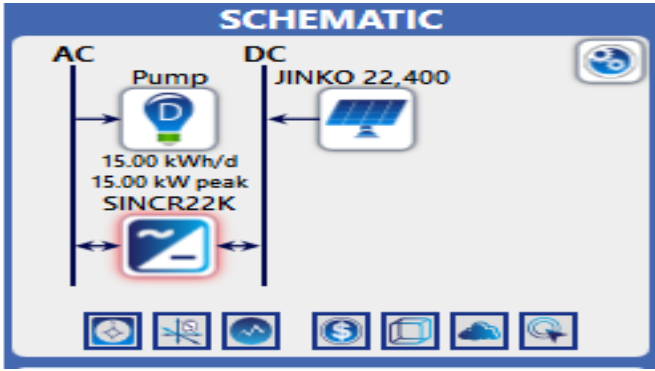 SCHEMATIC
AC DC
Pump JINKO 22,400
D
15.00 kWh/d
15.00 kW peak
SINCR22K
$